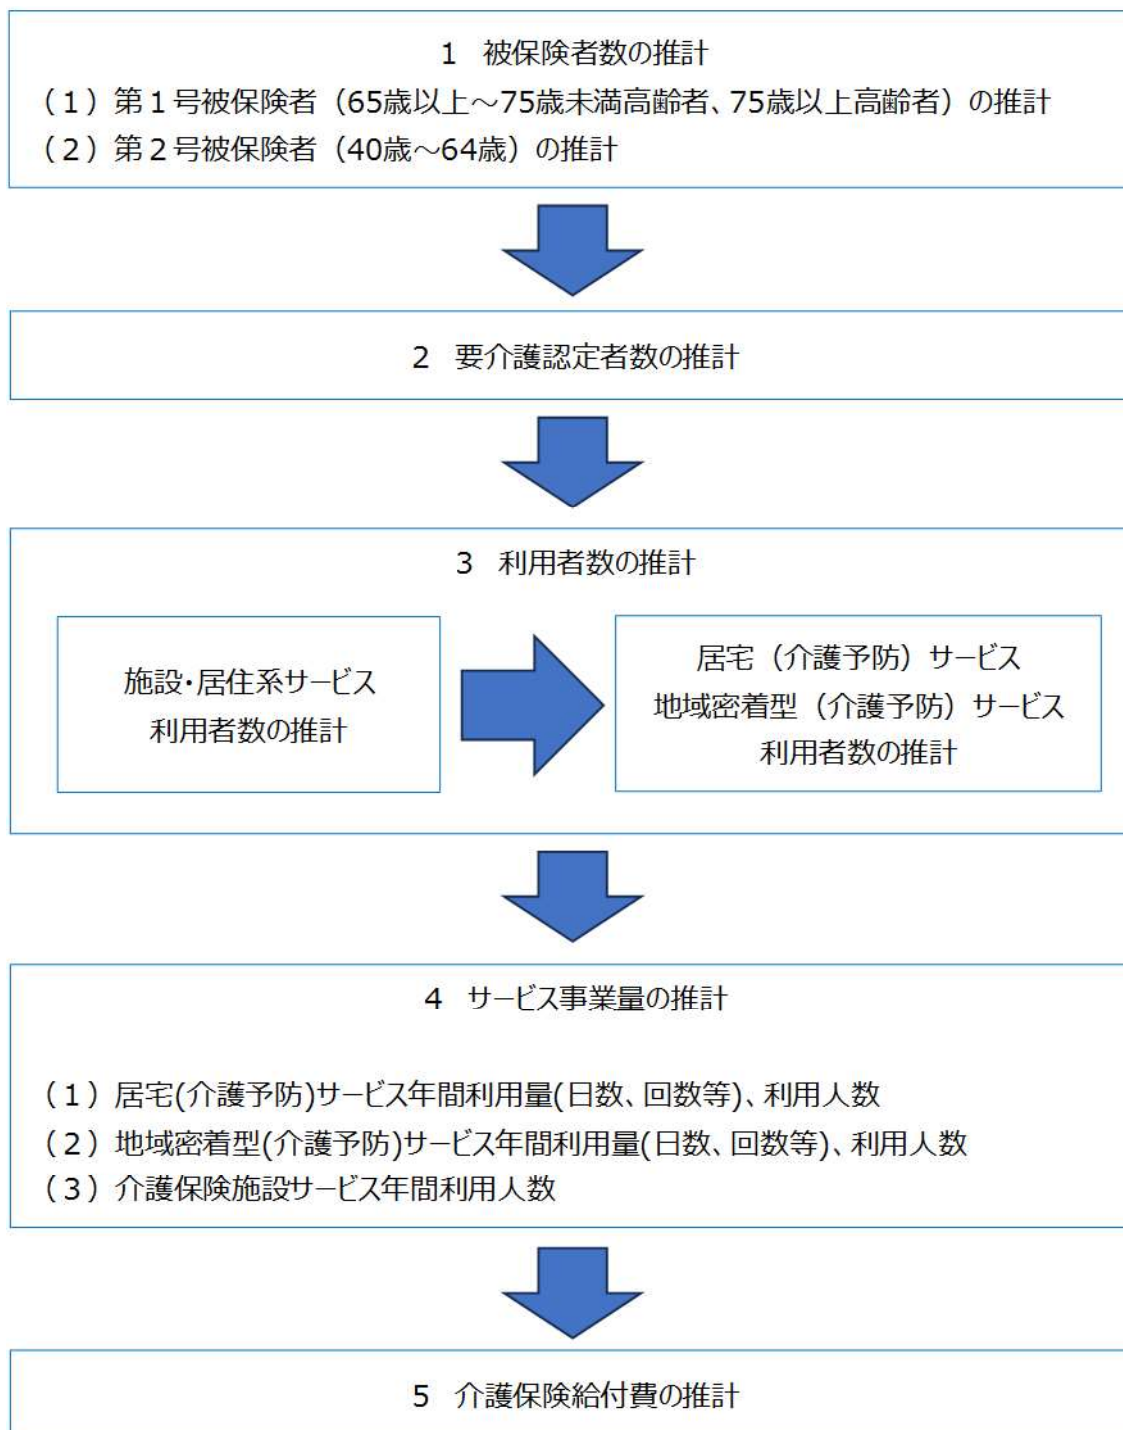 1 被保険者数の推計
（１）第１号被保険者（65歳以上～75歳未満高齢者、75歳以上高齢者）の推計
（２）第２号被保険者（40歳～64歳）の推計
2 要介護認定者数の推計
3 利用者数の推計
施設・居住系サービス
利用者数の推計
居宅（介護予防）サービス
地域密着型（介護予防）サービス
利用者数の推計
4 サービス事業量の推計
（１）居宅(介護予防)サービス年間利用量(日数、回数等)、利用人数
（２）地域密着型(介護予防)サービス年間利用量(日数、回数等)、利用人数
（３）介護保険施設サービス年間利用人数
5 介護保険給付費の推計